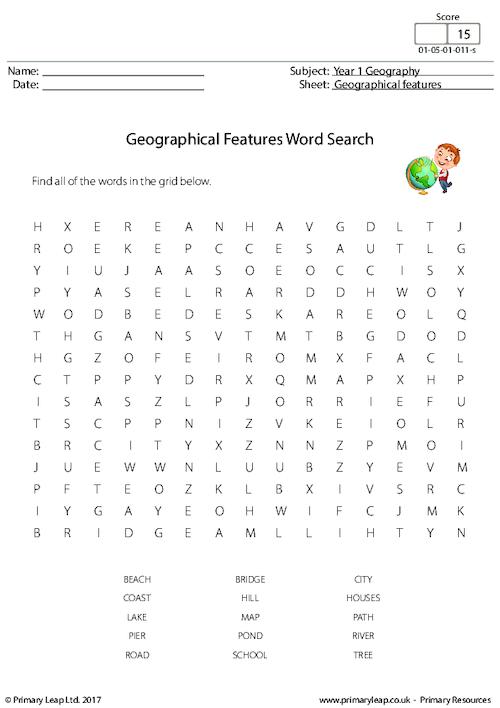 Score
15
01-05-01-011-s
Name: Subject: Year 1 Geography
Date: Sheet: Geographical features
Geographical Features Word Search
Find all of the words in the grid below.
H X E R E A N H A V G D L T J
R O E K E P C C E S A U T L G
Y I U J A A S O E O C C I S X
P Y A S E L R A R D D H W O Y
W O D B E D E S K A R E O L Q
T H G A N S V T M T B G D O D
H G Z O F E I R O M X F A C L
C T P P Y D R X Q M A P X H P
I S A S Z L P J O R R I E F U
T S C P P N I Z V K E I O L R
B R C I T Y X Z N N Z P M O I
J U E W W N L U U B Z Y E V M
P F T E O Z K L B X I V S R C
I Y G A Y E O H W I F C J M K
B R I D G E A M L L I H T Y N
BEACH BRIDGE CITY
COAST HILL HOUSES
LAKE MAP PATH
PIER POND RIVER
ROAD SCHOOL TREE
© Primary Leap Ltd. 2017 www.primaryleap.co.uk - Primary Resources